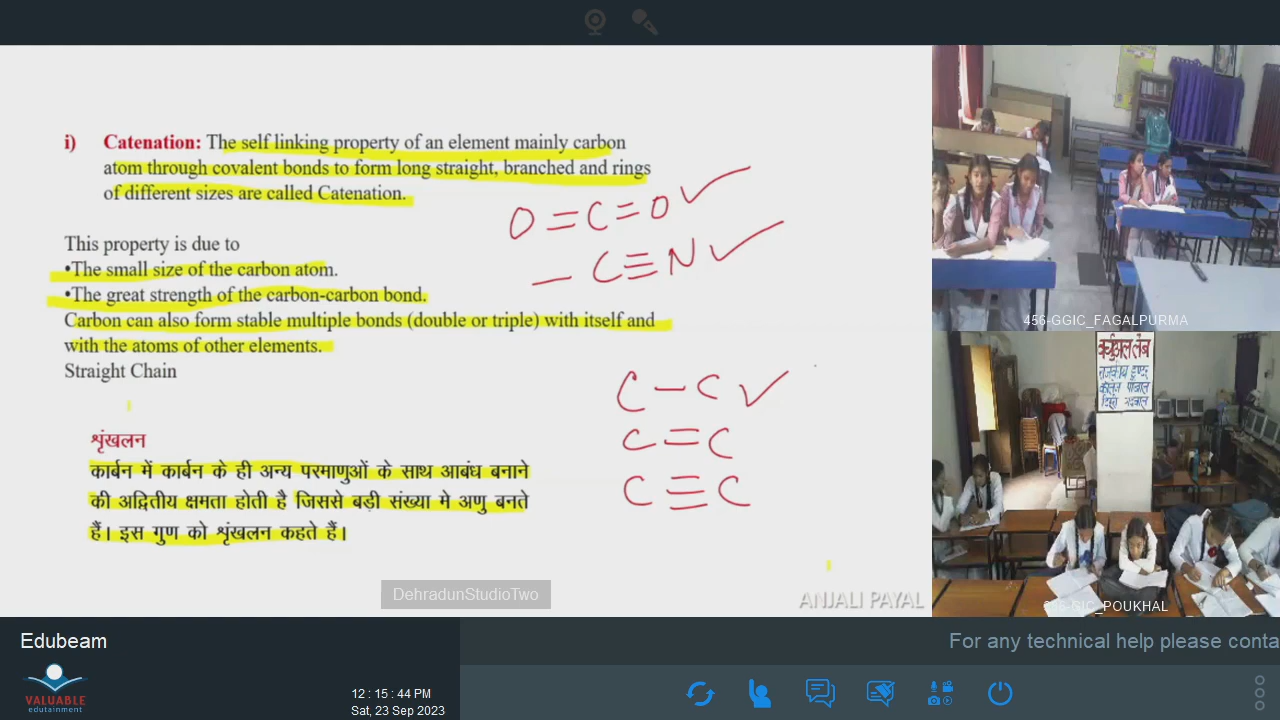 i) Catenation: The self linking property of an element mainly carbon
atom through covalent bonds to form long straight, branched and rings
of different sizes are called Catenation.
O=C=O
This property is due to
—C≡N
•The small size of the carbon atom.
•The great strength of the carbon-carbon bond.
Carbon can also form stable multiple bonds (double or triple) with itself and
with the atoms of other elements.
Straight Chain
C—C
C=C
C≡C
शृंखलन
कार्बन में कार्बन के ही अन्य परमाणुओं के साथ आबंध बनाने
की अद्वितीय क्षमता होती है जिससे बड़ी संख्या मे अणु बनते
हैं। इस गुण को शृंखलन कहते हैं।
DehradunStudioTwo
ANJALI PAYAL
456-GGIC_FAGALPURMA
वर्चुअल लैब
GIC_POUKHAL
Edubeam
VALUABLE
edutainment
12 : 15 : 44 PM
Sat, 23 Sep 2023
For any technical help please conta